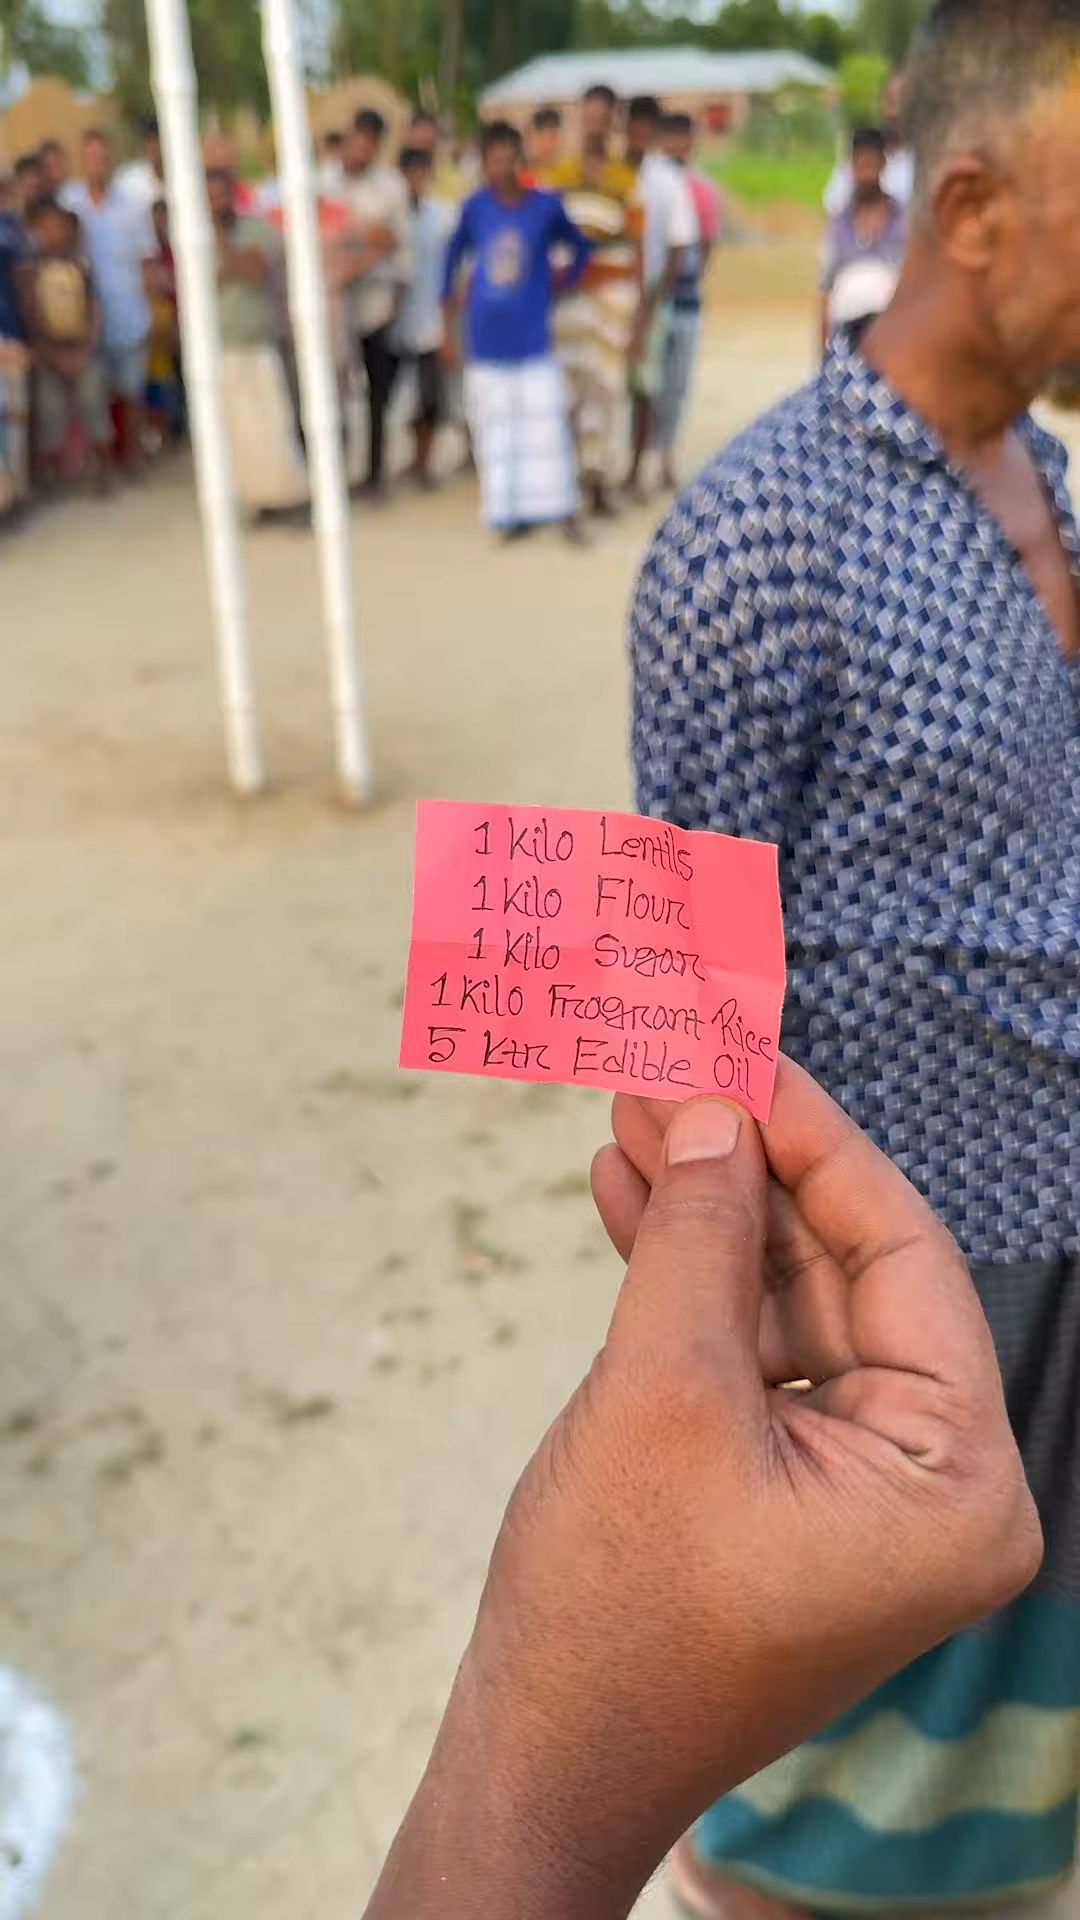 1 Kilo Lentils
1 Kilo Flour
1 Kilo Sugar
1 Kilo Fragrant Rice
5 Ltr Edible Oil